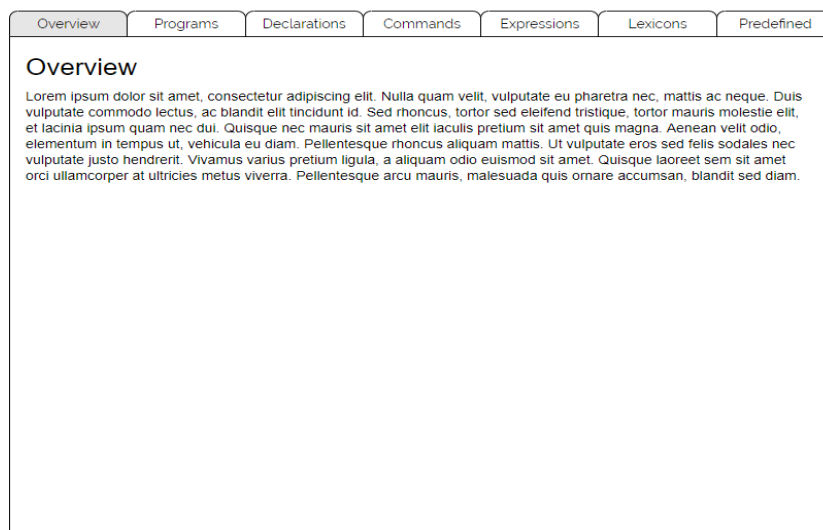 Overview Programs Declarations Commands Expressions Lexicons Predefined
Overview
Lorem ipsum dolor sit amet, consectetur adipiscing elit. Nulla quam velit, vulputate eu pharetra nec, mattis ac neque. Duis
vulputate commodo lectus, ac blandit elit tincidunt id. Sed rhoncus, tortor sed eleifend tristique, tortor mauris molestie elit,
et lacinia ipsum quam nec dui. Quisque nec mauris sit amet elit iaculis pretium sit amet quis magna. Aenean velit odio,
elementum in tempus ut, vehicula eu diam. Pellentesque rhoncus aliquam mattis. Ut vulputate eros sed felis sodales nec
vulputate justo hendrerit. Vivamus varius pretium ligula, a aliquam odio euismod sit amet. Quisque laoreet sem sit amet
orci ullamcorper at ultricies metus viverra. Pellentesque arcu mauris, malesuada quis ornare accumsan, blandit sed diam.